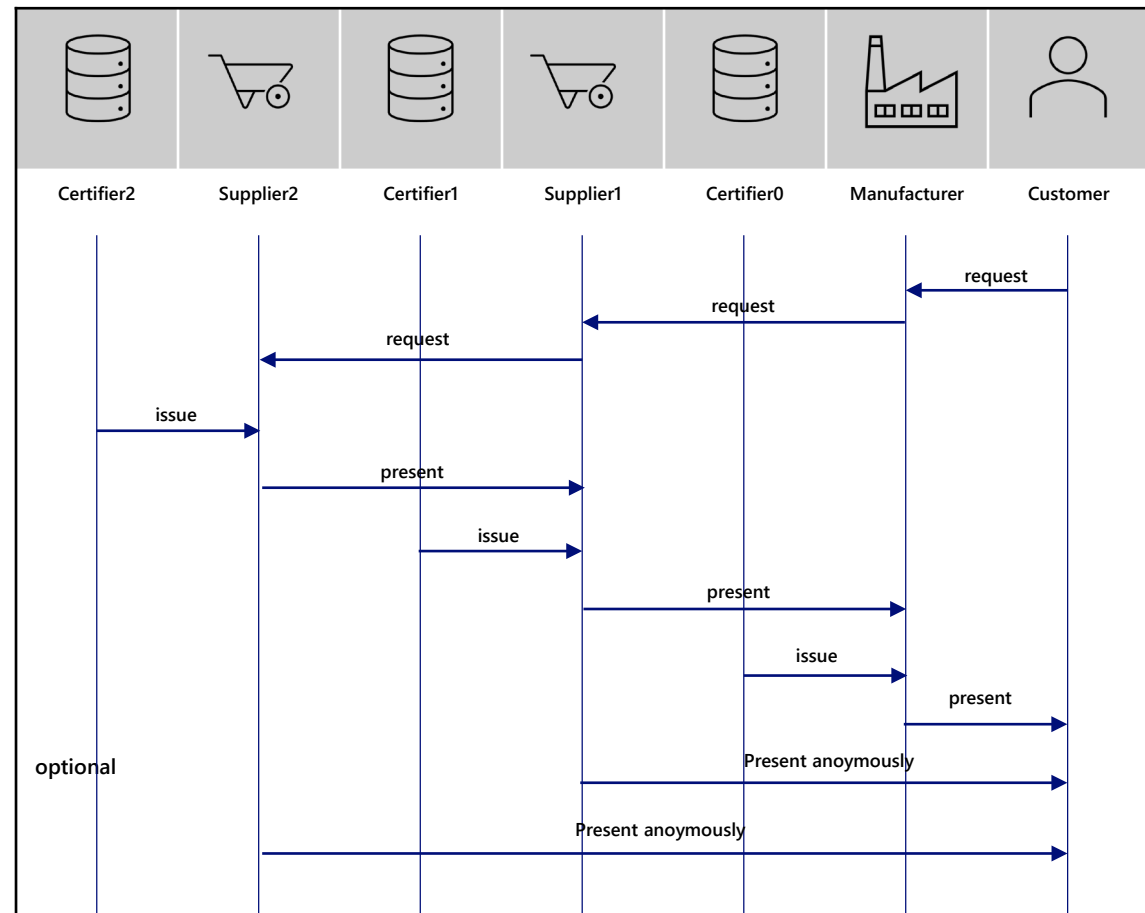 Certifier2
Supplier2
Certifier1
Supplier1
Certifier0
Manufacturer
Customer
request
request
request
issue
present
issue
present
issue
present
optional
Present anoymously
Present anoymously